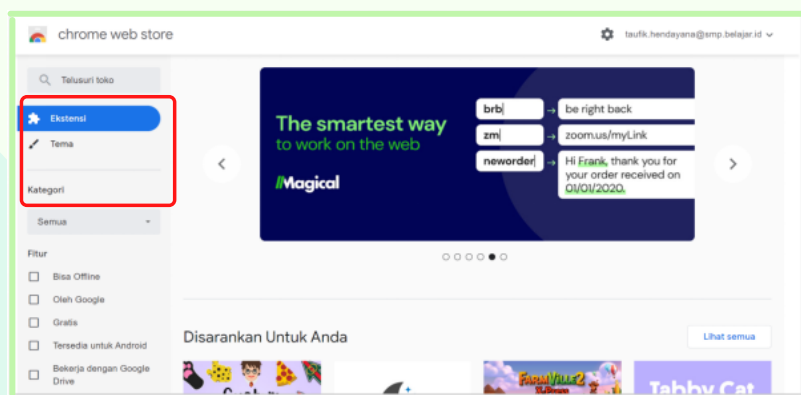 chrome web store
taufik.hendayana@smp.belajar.id
Telusuri toko
Ekstensi
Tema
Kategori
Semua
Fitur
Bisa Offline
Oleh Google
Gratis
Tersedia untuk Android
Bekerja dengan Google
Drive
The smartest way
to work on the web
//Magical
brb
be right back
zm
zoom.us/myLink
neworder
Hi Frank, thank you for
your order received on
01/01/2020.
Disarankan Untuk Anda
Lihat semua
FarmVille2
Tabby Cat